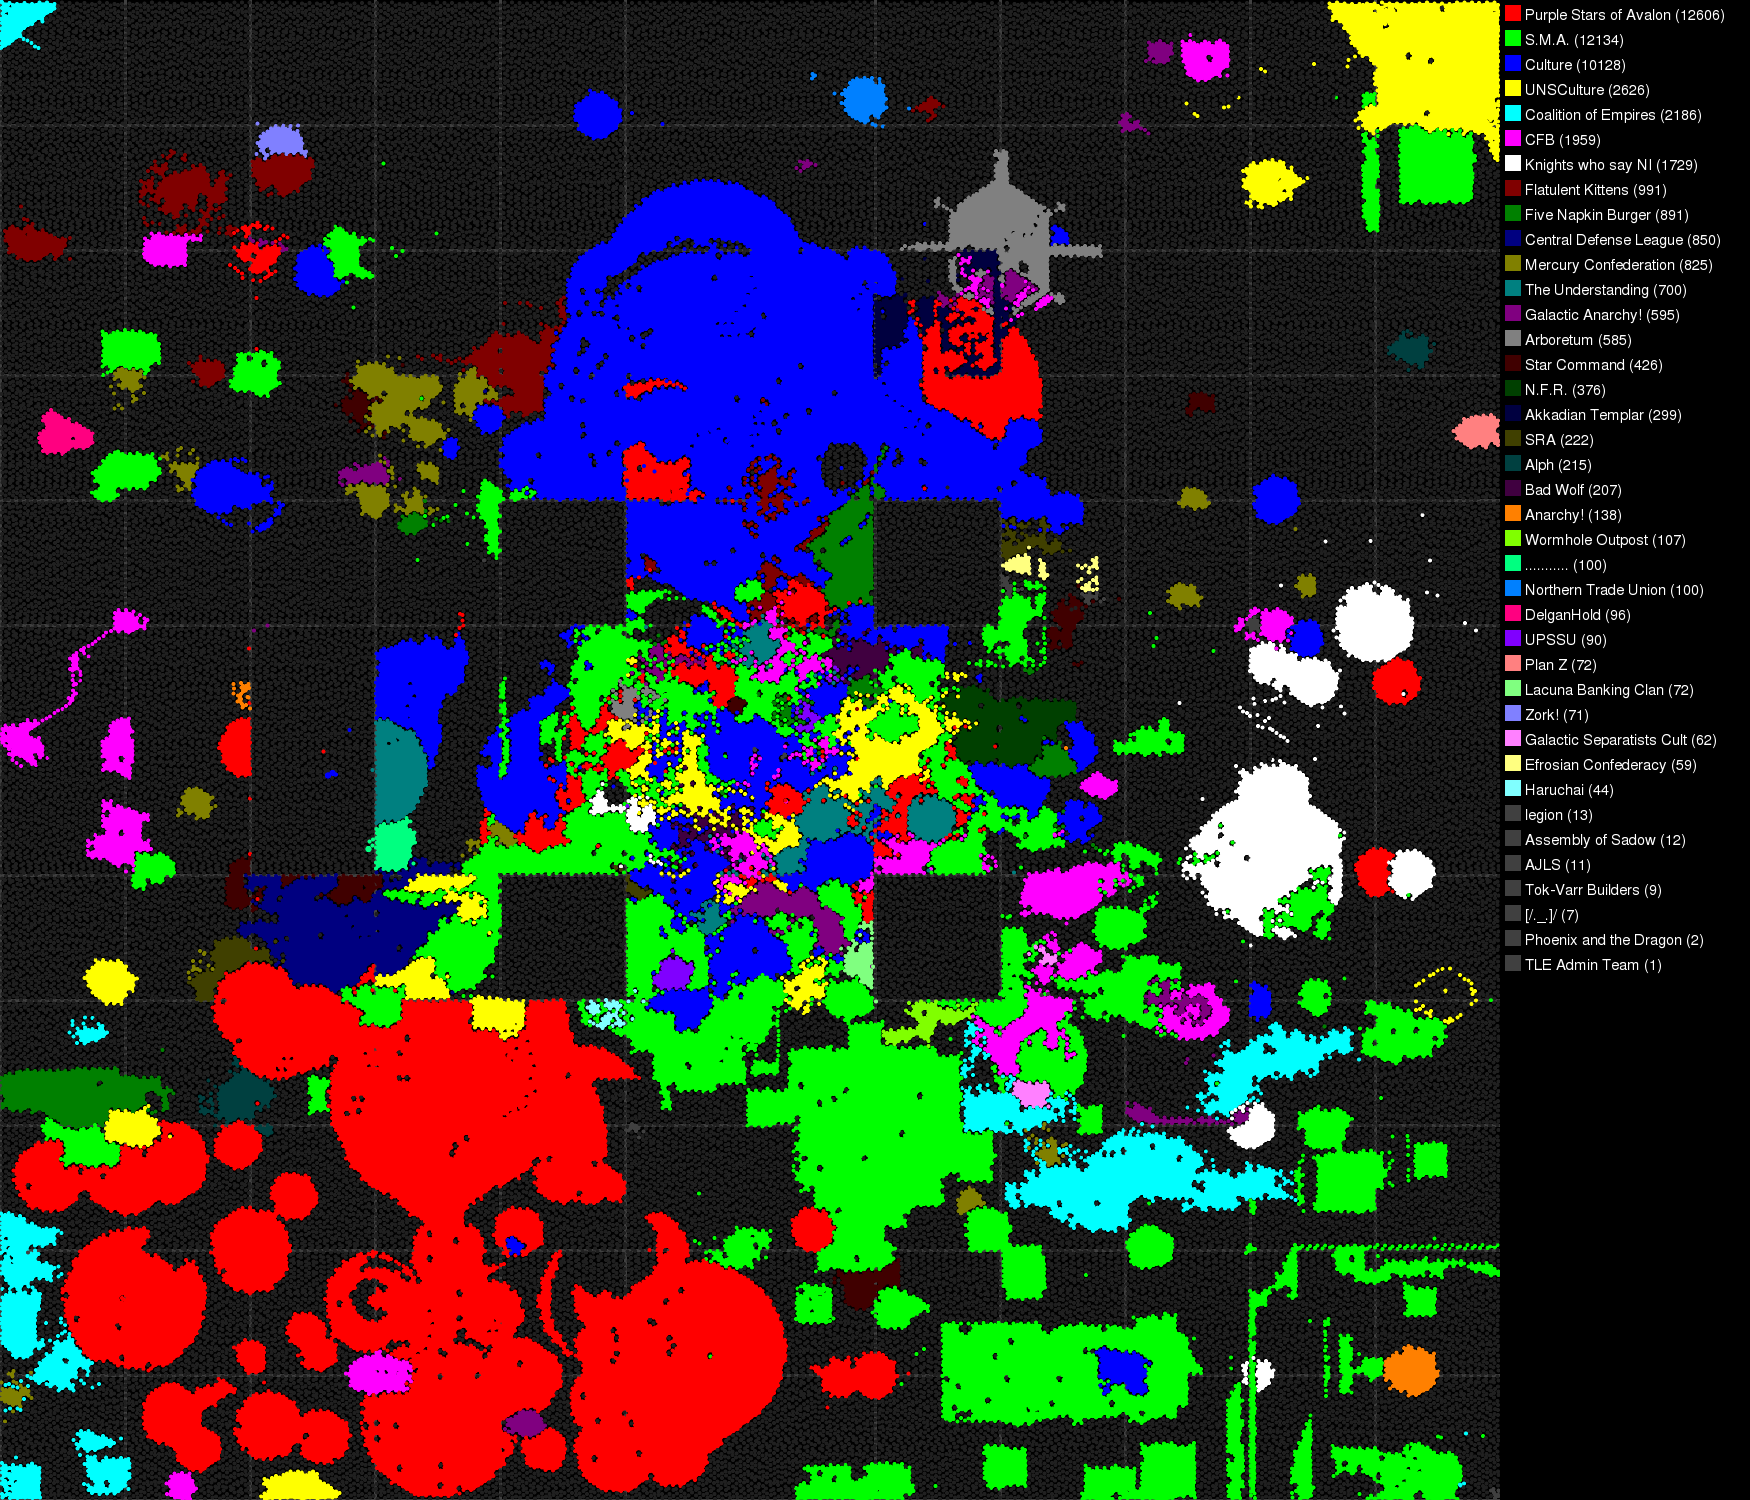 Purple Stars of Avalon (12606)
S.M.A. (12134)
Culture (10128)
UNSCulture (2626)
Coalition of Empires (2186)
CFB (1959)
Knights who say NI (1729)
Flatulent Kittens (991)
Five Napkin Burger (891)
Central Defense League (850)
Mercury Confederation (825)
The Understanding (700)
Galactic Anarchy! (595)
Arboretum (585)
Star Command (426)
N.F.R. (376)
Akkadian Templar (299)
SRA (222)
Alph (215)
Bad Wolf (207)
Anarchy! (138)
Wormhole Outpost (107)
........... (100)
Northern Trade Union (100)
DelganHold (96)
UPSSU (90)
Plan Z (72)
Lacuna Banking Clan (72)
Zork! (71)
Galactic Separatists Cult (62)
Efrosian Confederacy (59)
Haruchai (44)
legion (13)
Assembly of Sadow (12)
AJLS (11)
Tok-Varr Builders (9)
[/._.]/ (7)
Phoenix and the Dragon (2)
TLE Admin Team (1)